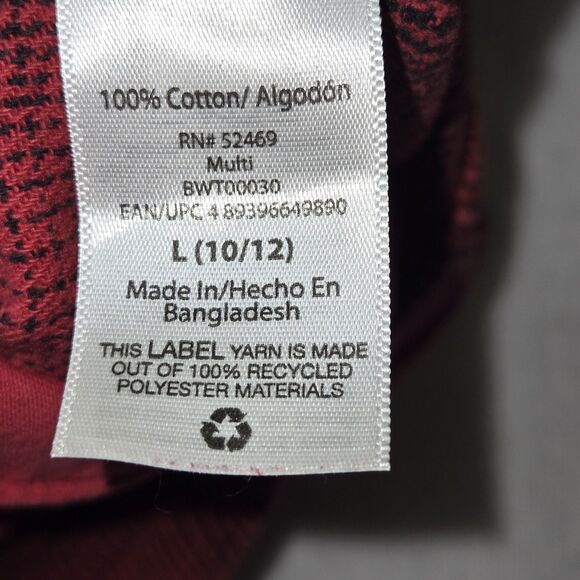 100% Cotton/ Algodón
RN# 52469
Multi
BWT00030
EAN/UPC 4 89396649890
L (10/12)
Made In/Hecho En
Bangladesh
THIS LABEL YARN IS MADE
OUT OF 100% RECYCLED
POLYESTER MATERIALS